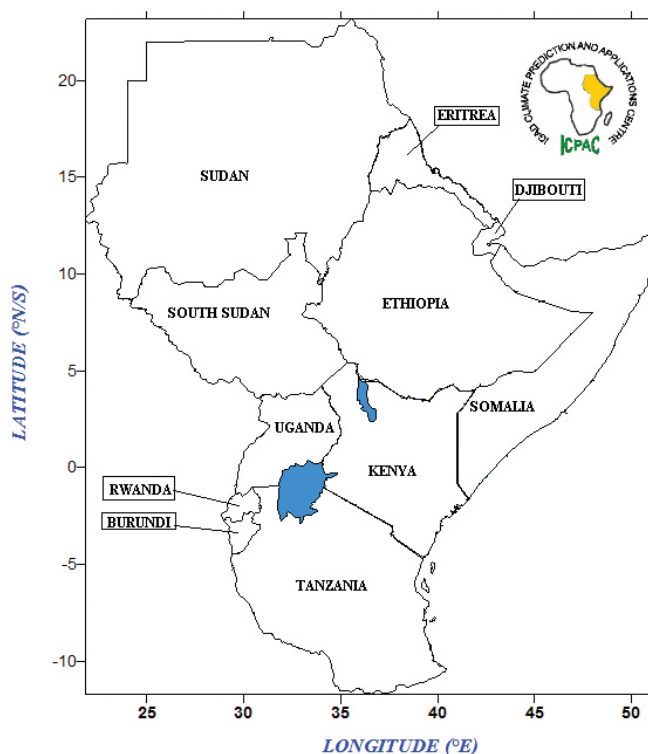 IGAD CLIMATE PREDICTION AND APPLICATIONS CENTRE
ICPAC
20
15
10
5
0
-5
-10
LATITUDE (°N/S)
ERITREA
SUDAN
DJIBOUTI
SOUTH SUDAN
ETHIOPIA
SOMALIA
UGANDA
KENYA
RWANDA
BURUNDI
TANZANIA
25 30 35 40 45 50
LONGITUDE (°E)